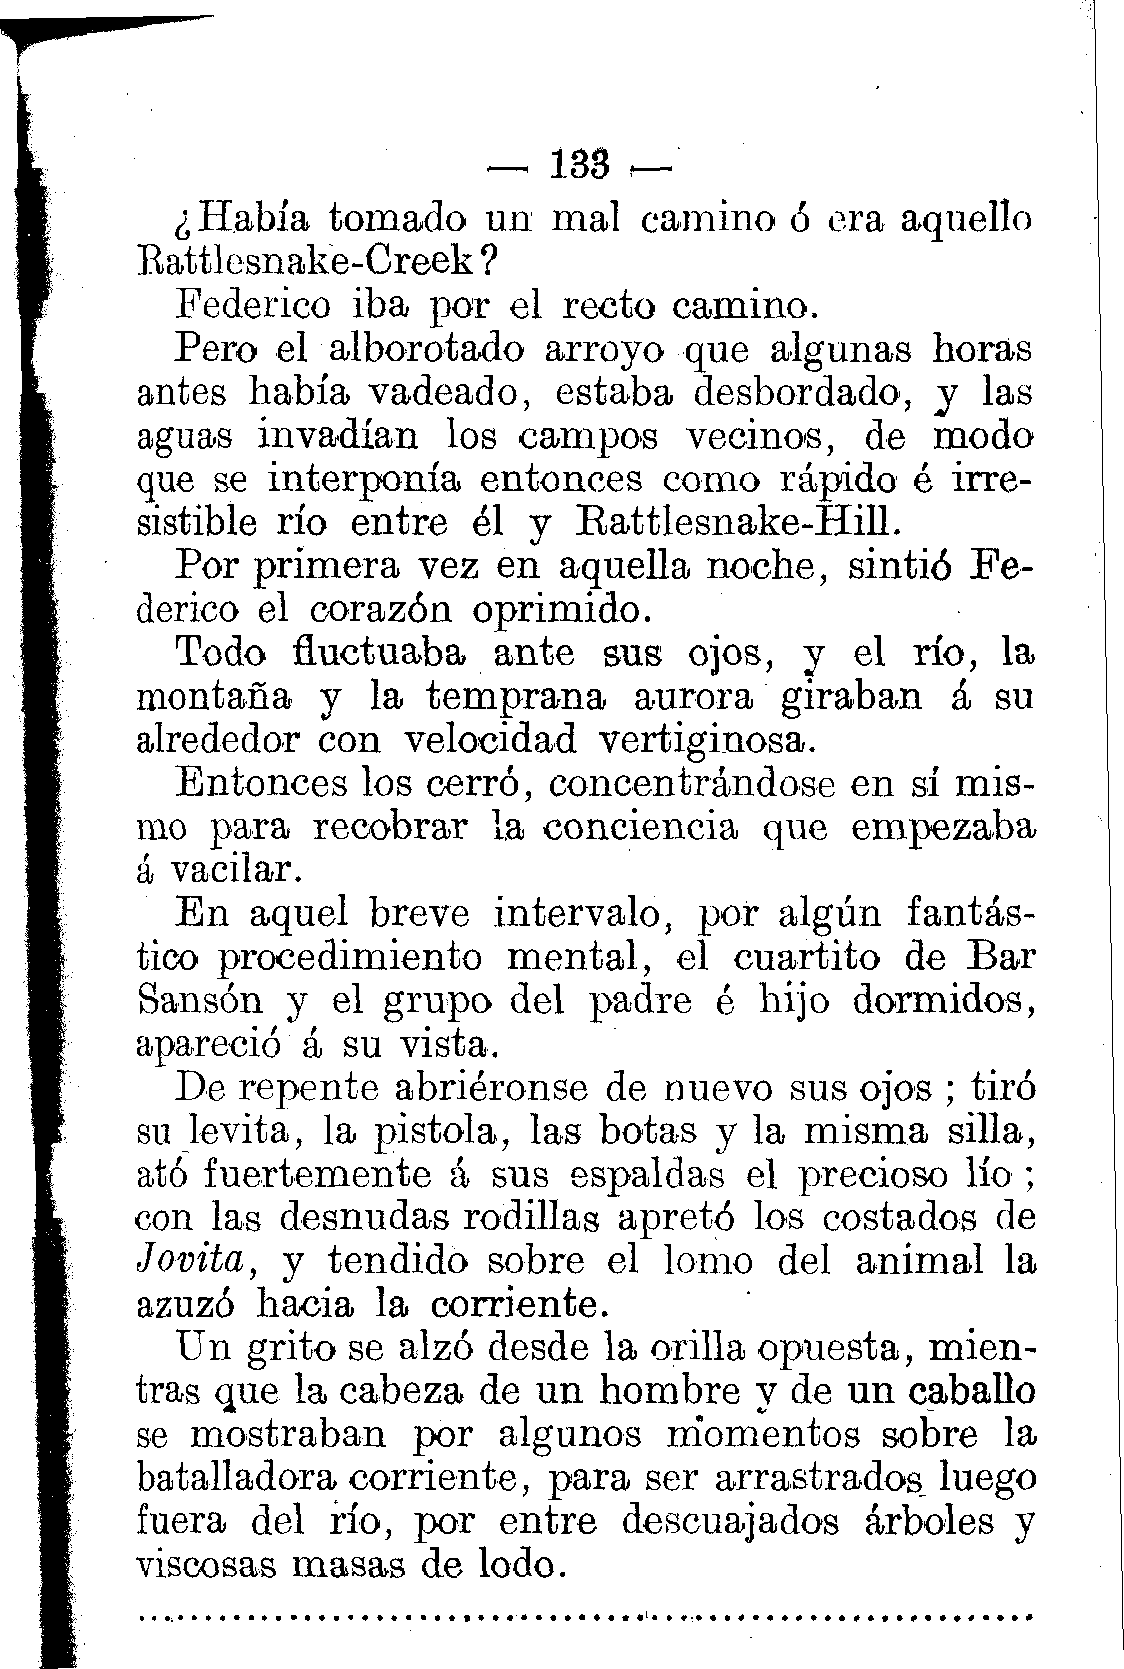 — 133 —
¿Había tomado un mal camino ó era aquello
Rattlesnake-Creek?
Federico iba por el recto camino.
Pero el alborotado arroyo que algunas horas
antes había vadeado, estaba desbordado, y las
aguas invadían los campos vecinos, de modo
que se interponía entonces como rápido é irre-
sistible río entre él y Rattlesnake-Hill.
Por primera vez en aquella noche, sintió Fe-
derico el corazón oprimido.
Todo fluctuaba ante sus ojos, y el río, la
montaña y la temprana aurora giraban á su
alrededor con velocidad vertiginosa.
Entonces los cerró, concentrándose en sí mis-
mo para recobrar la conciencia que empezaba
á vacilar.
En aquel breve intervalo, por algún fantás-
tico procedimiento mental, el cuartito de Bar
Sansón y el grupo del padre é hijo dormidos,
apareció á su vista.
De repente abriéronse de nuevo sus ojos ; tiró
su levita, la pistola, las botas y la misma silla,
ató fuertemente á sus espaldas el precioso lío ;
con las desnudas rodillas apretó los costados de
Jovita, y tendido sobre el lomo del animal la
azuzó hacia la corriente.
Un grito se alzó desde la orilla opuesta, mien-
tras que la cabeza de un hombre y de un caballo
se mostraban por algunos momentos sobre la
batalladora corriente, para ser arrastrados luego
fuera del río, por entre descuajados árboles y
viscosas masas de lodo.
................................................................